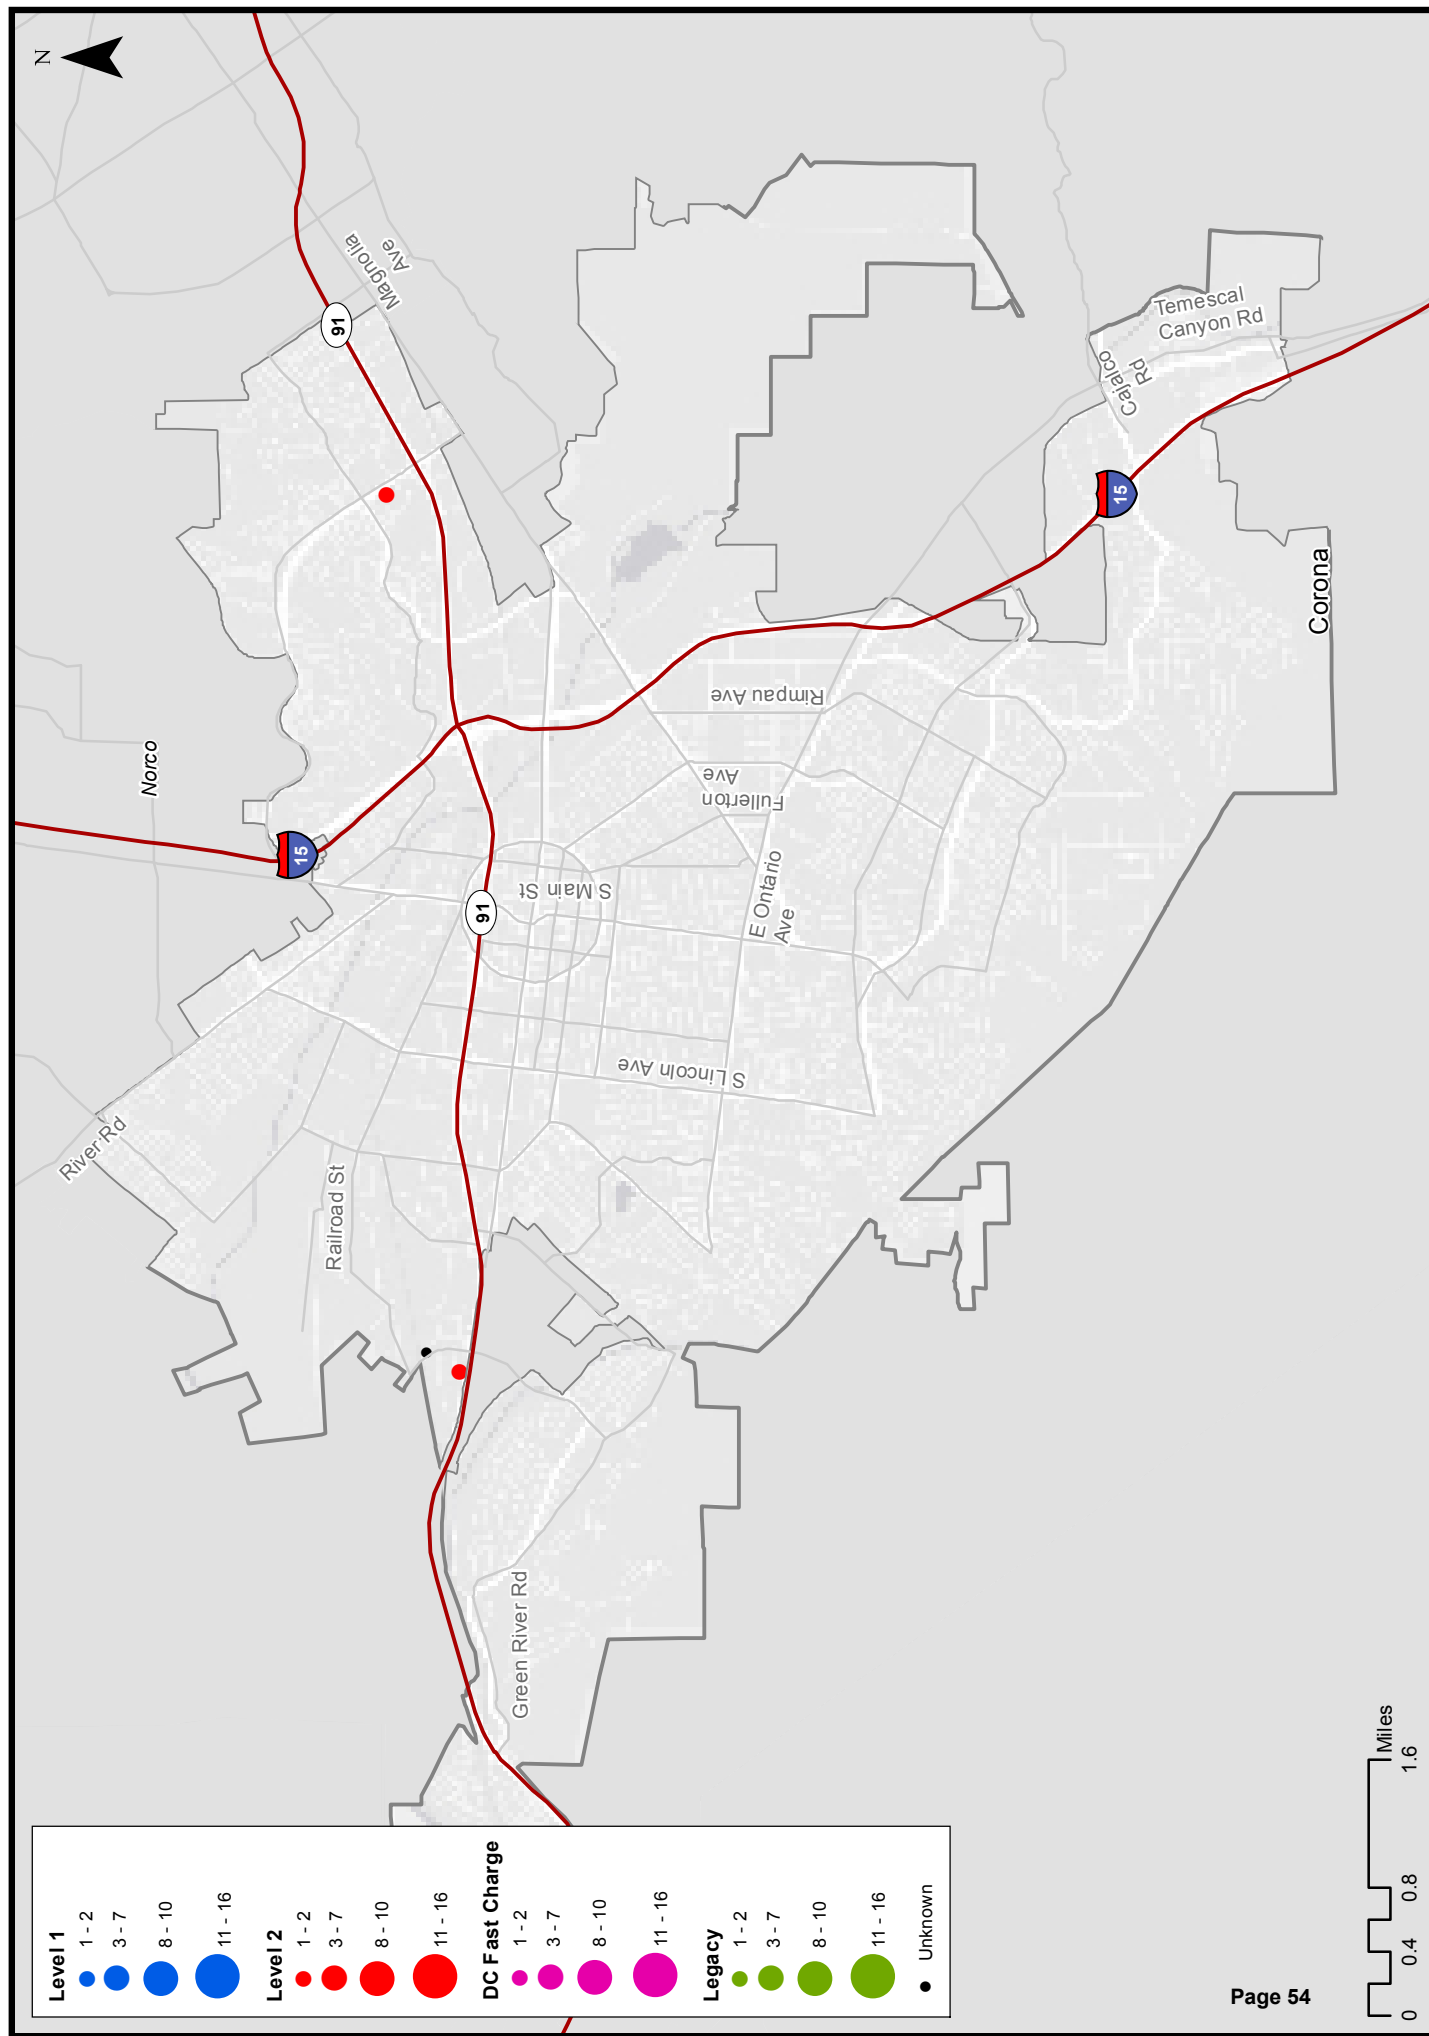 N
91
Magnolia
Ave
Norco
15
River Rd
Railroad St
91
S Main St
Fullerton
Ave
Rimpau Ave
E Ontario
Ave
S Lincoln Ave
Cajalco
Rd
Temescal
Canyon Rd
15
Corona
Green River Rd
Level 1
1 - 2
3 - 7
8 - 10
11 - 16
Level 2
1 - 2
3 - 7
8 - 10
11 - 16
DC Fast Charge
1 - 2
3 - 7
8 - 10
11 - 16
Legacy
1 - 2
3 - 7
8 - 10
11 - 16
Unknown
Page 54
Miles
0 0.4 0.8 1.6